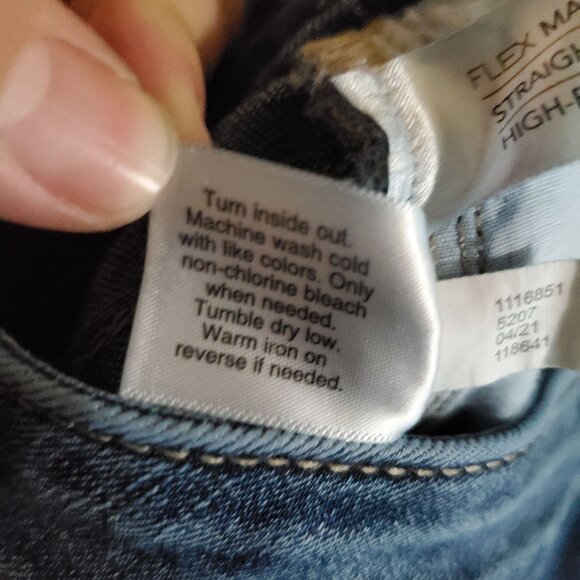 FLEX
STRAIGH
HIGH-
Turn inside out.
Machine wash cold
with like colors. Only
non-chlorine bleach
when needed.
Tumble dry low.
Warm iron on
reverse if needed.
1116851
5207
04/21
118641